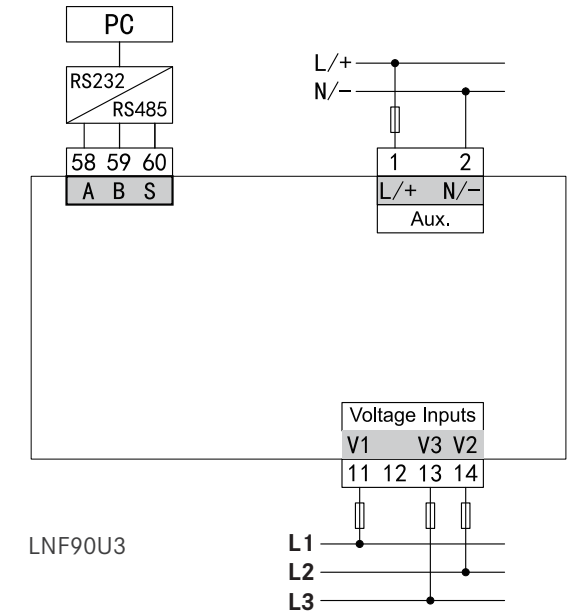 PC
RS232
RS485
58 59 60
A B S
L/+
N/−
1 2
L/+ N/−
Aux.
Voltage Inputs
V1 V3 V2
11 12 13 14
LNF90U3
L1
L2
L3